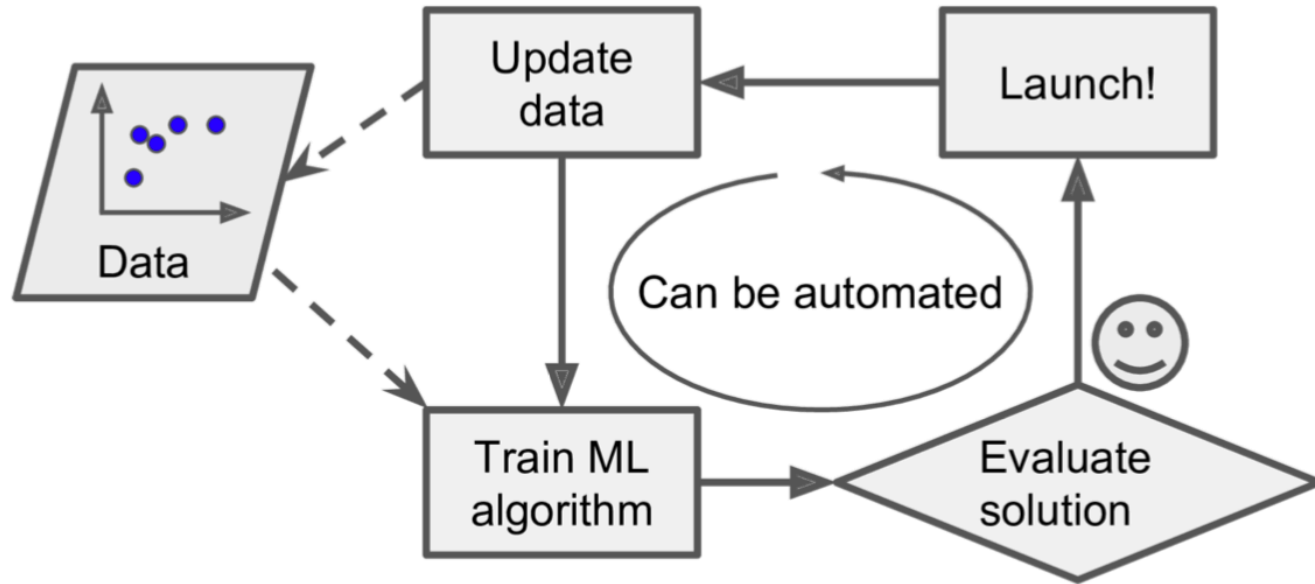 Update
data
Launch!
Data
Can be automated
Train ML
algorithm
Evaluate
solution